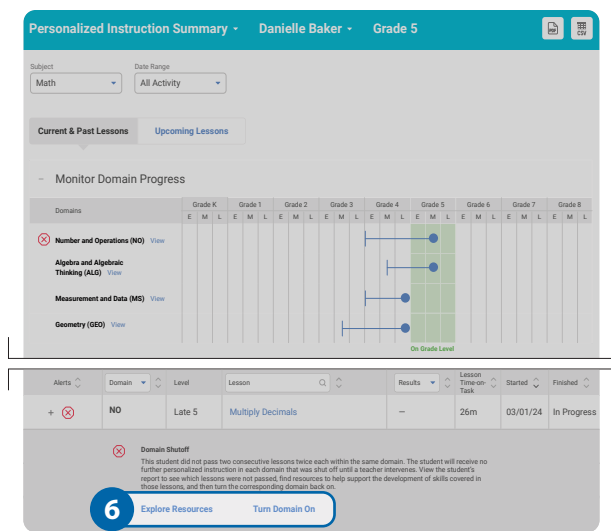 Personalized Instruction Summary Danielle Baker Grade 5 PDF CSV
Subject Date Range
Math All Activity
Current & Past Lessons Upcoming Lessons
– Monitor Domain Progress
Domains Grade K Grade 1 Grade 2 Grade 3 Grade 4 Grade 5 Grade 6 Grade 7 Grade 8
E M L E M L E M L E M L E M L E M L E M L E M L E M L
Number and Operations (NO) View
Algebra and Algebraic
Thinking (ALG) View
Measurement and Data (MS) View
Geometry (GEO) View
On Grade Level
Alerts Domain Level Lesson Results Lesson
Time-on-
Task Started Finished
+ NO Late 5 Multiply Decimals – 26m 03/01/24 In Progress
Domain Shutoff
This student did not pass two consecutive lessons twice each within the same domain. The student will receive no
further personalized instruction in each domain that was shut off until a teacher intervenes. View the student's
report to see which lessons were not passed, find resources to help support the development of skills covered in
those lessons, and then turn the corresponding domain back on.
6 Explore Resources Turn Domain On